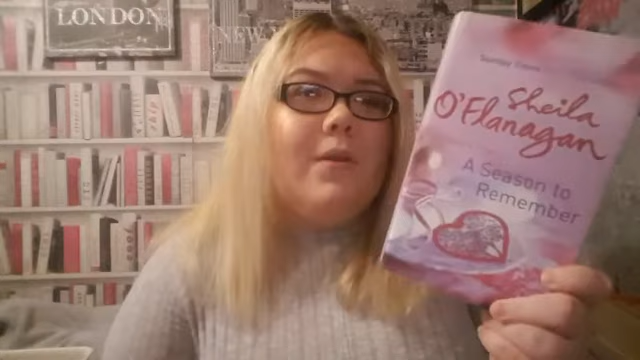 LONDON
NEW Y
Sheila
O'Flanagan
A Season to
Remember